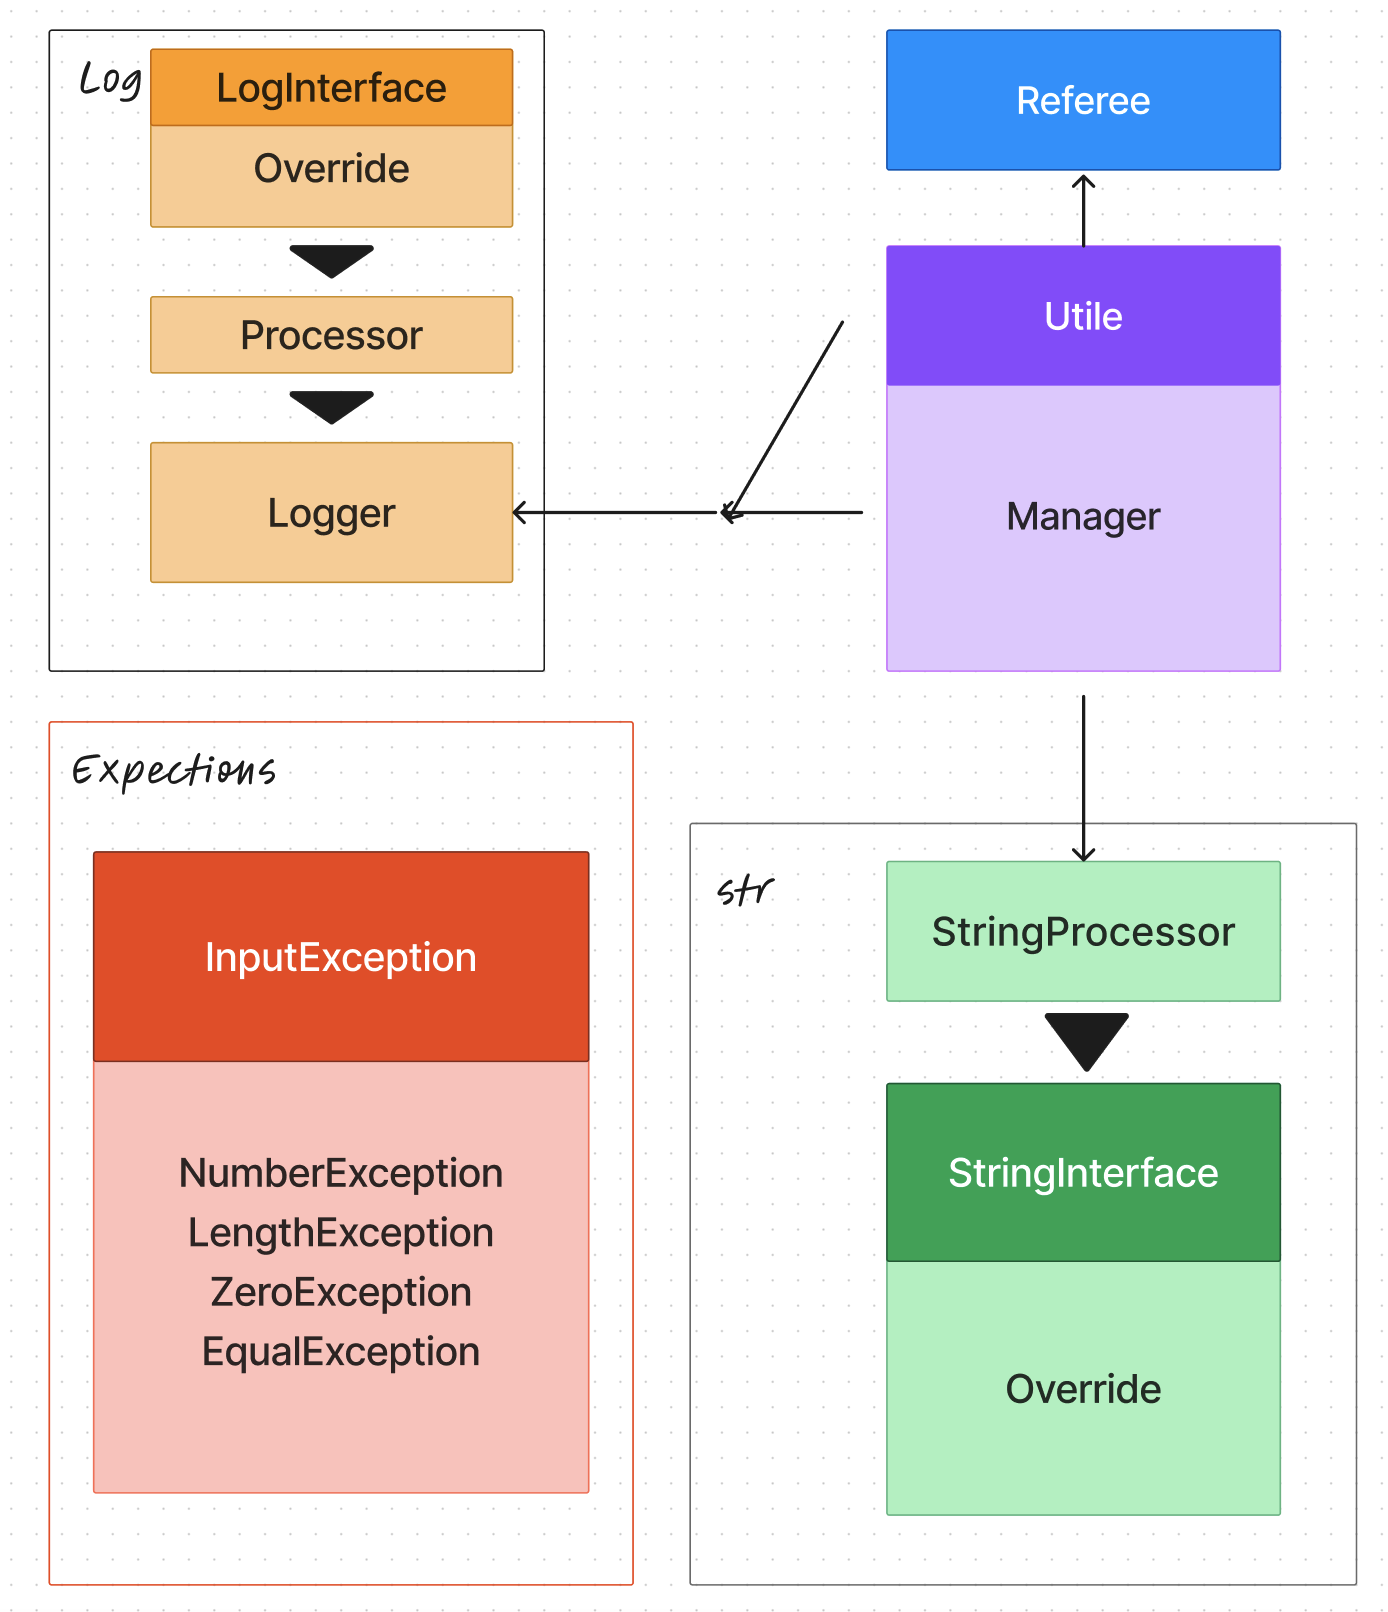 Log
LogInterface
Override
Processor
Logger
Referee
Utile
Manager
Expections
InputException
NumberException
LengthException
ZeroException
EqualException
str
StringProcessor
StringInterface
Override